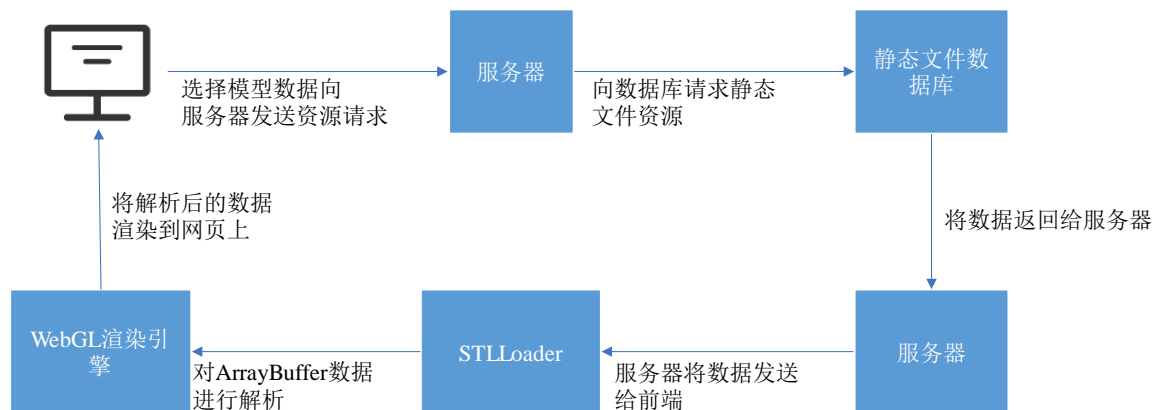 选择模型数据向
服务器发送资源请求
服务器
向数据库请求静态
文件资源
静态文件数
据库
将数据返回给服务器
服务器
服务器将数据发送
给前端
STLLoader
对ArrayBuffer数据
进行解析
WebGL渲染引
擎
将解析后的数据
渲染到网页上